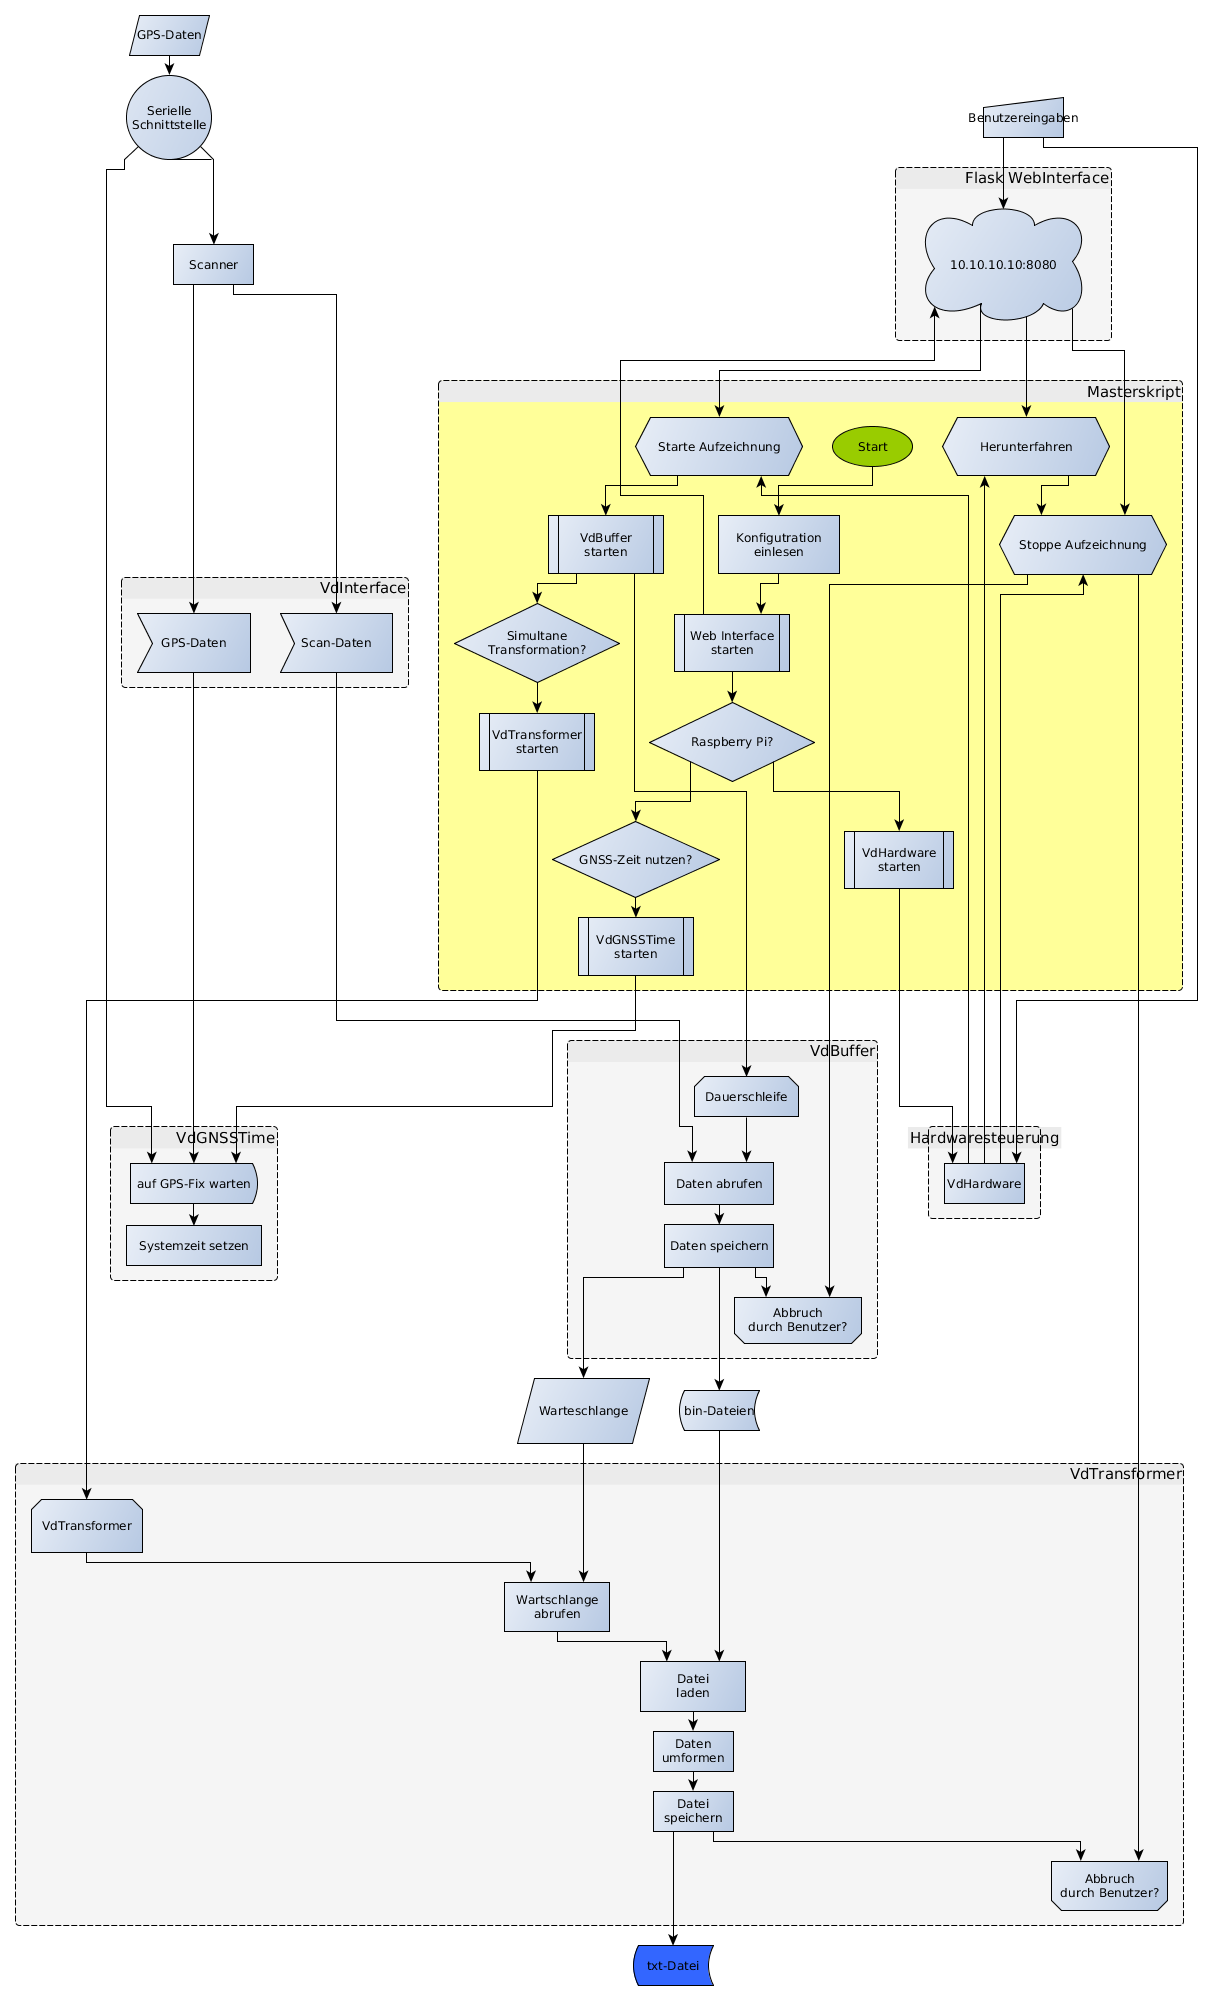 GPS-Daten
Serielle
Schnittstelle
Benutzereingaben
Flask WebInterface
10.10.10.10:8080
Scanner
Masterskript
Starte Aufzeichnung
Start
Herunterfahren
VdBuffer
starten
Konfigutration
einlesen
Stoppe Aufzeichnung
VdInterface
GPS-Daten
Scan-Daten
Simultane
Transformation?
Web Interface
starten
VdTransformer
starten
Raspberry Pi?
GNSS-Zeit nutzen?
VdHardware
starten
VdGNSSTime
starten
VdBuffer
Dauerschleife
VdGNSSTime
Hardwaresteuerung
auf GPS-Fix warten
Daten abrufen
VdHardware
Systemzeit setzen
Daten speichern
Abbruch
durch Benutzer?
Warteschlange
bin-Dateien
VdTransformer
VdTransformer
Wartschlange
abrufen
Datei
laden
Daten
umformen
Datei
speichern
Abbruch
durch Benutzer?
txt-Datei